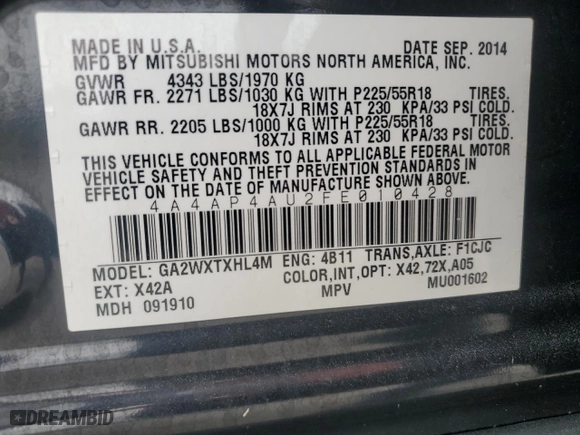 MADE IN U.S.A. DATE SEP. 2014
MFD BY MITSUBISHI MOTORS NORTH AMERICA, INC.
GVWR 4343 LBS/1970 KG
GAWR FR. 2271 LBS/1030 KG WITH P225/55R18 TIRES.
18X7J RIMS AT 230 KPA/33 PSI COLD.
GAWR RR. 2205 LBS/1000 KG WITH P225/55R18 TIRES.
18X7J RIMS AT 230 KPA/33 PSI COLD.
THIS VEHICLE CONFORMS TO ALL APPLICABLE FEDERAL MOTOR
VEHICLE SAFETY AND THEFT PREVENTION STANDARDS IN
EFFECT ON THE DATE OF MANUFACTURE SHOWN ABOVE.
4A4AP4AU2FE010428
MODEL: GA2WXTXHL4M ENG: 4B11 TRANS,AXLE: F1CJC
EXT: X42A COLOR,INT,OPT: X42,72X,A05
MDH 091910 MPV MU001602
DREAMBID